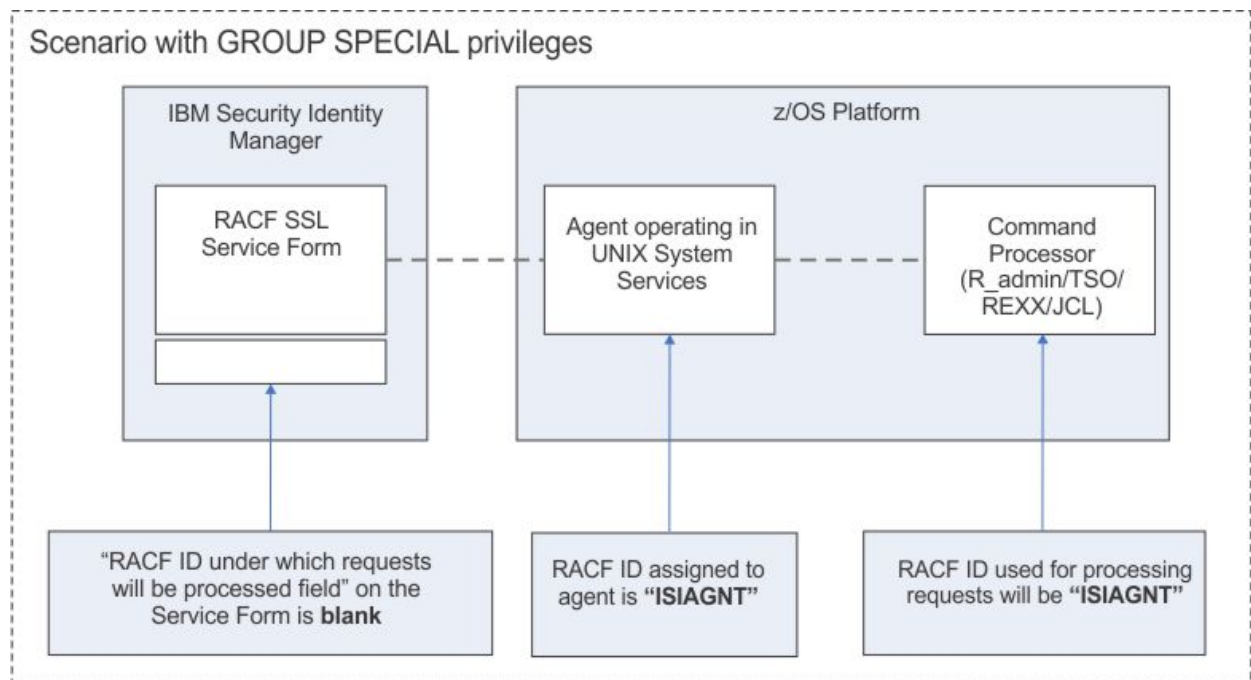 Scenario with GROUP SPECIAL privileges
IBM Security Identity
Manager
RACF SSL
Service Form
z/OS Platform
Agent operating in
UNIX System
Services
Command
Processor
(R_admin/TSO/
REXX/JCL)
“RACF ID under which requests
will be processed field” on the
Service Form is blank
RACF ID assigned to
agent is “ISIAGNT”
RACF ID used for processing
requests will be “ISIAGNT”